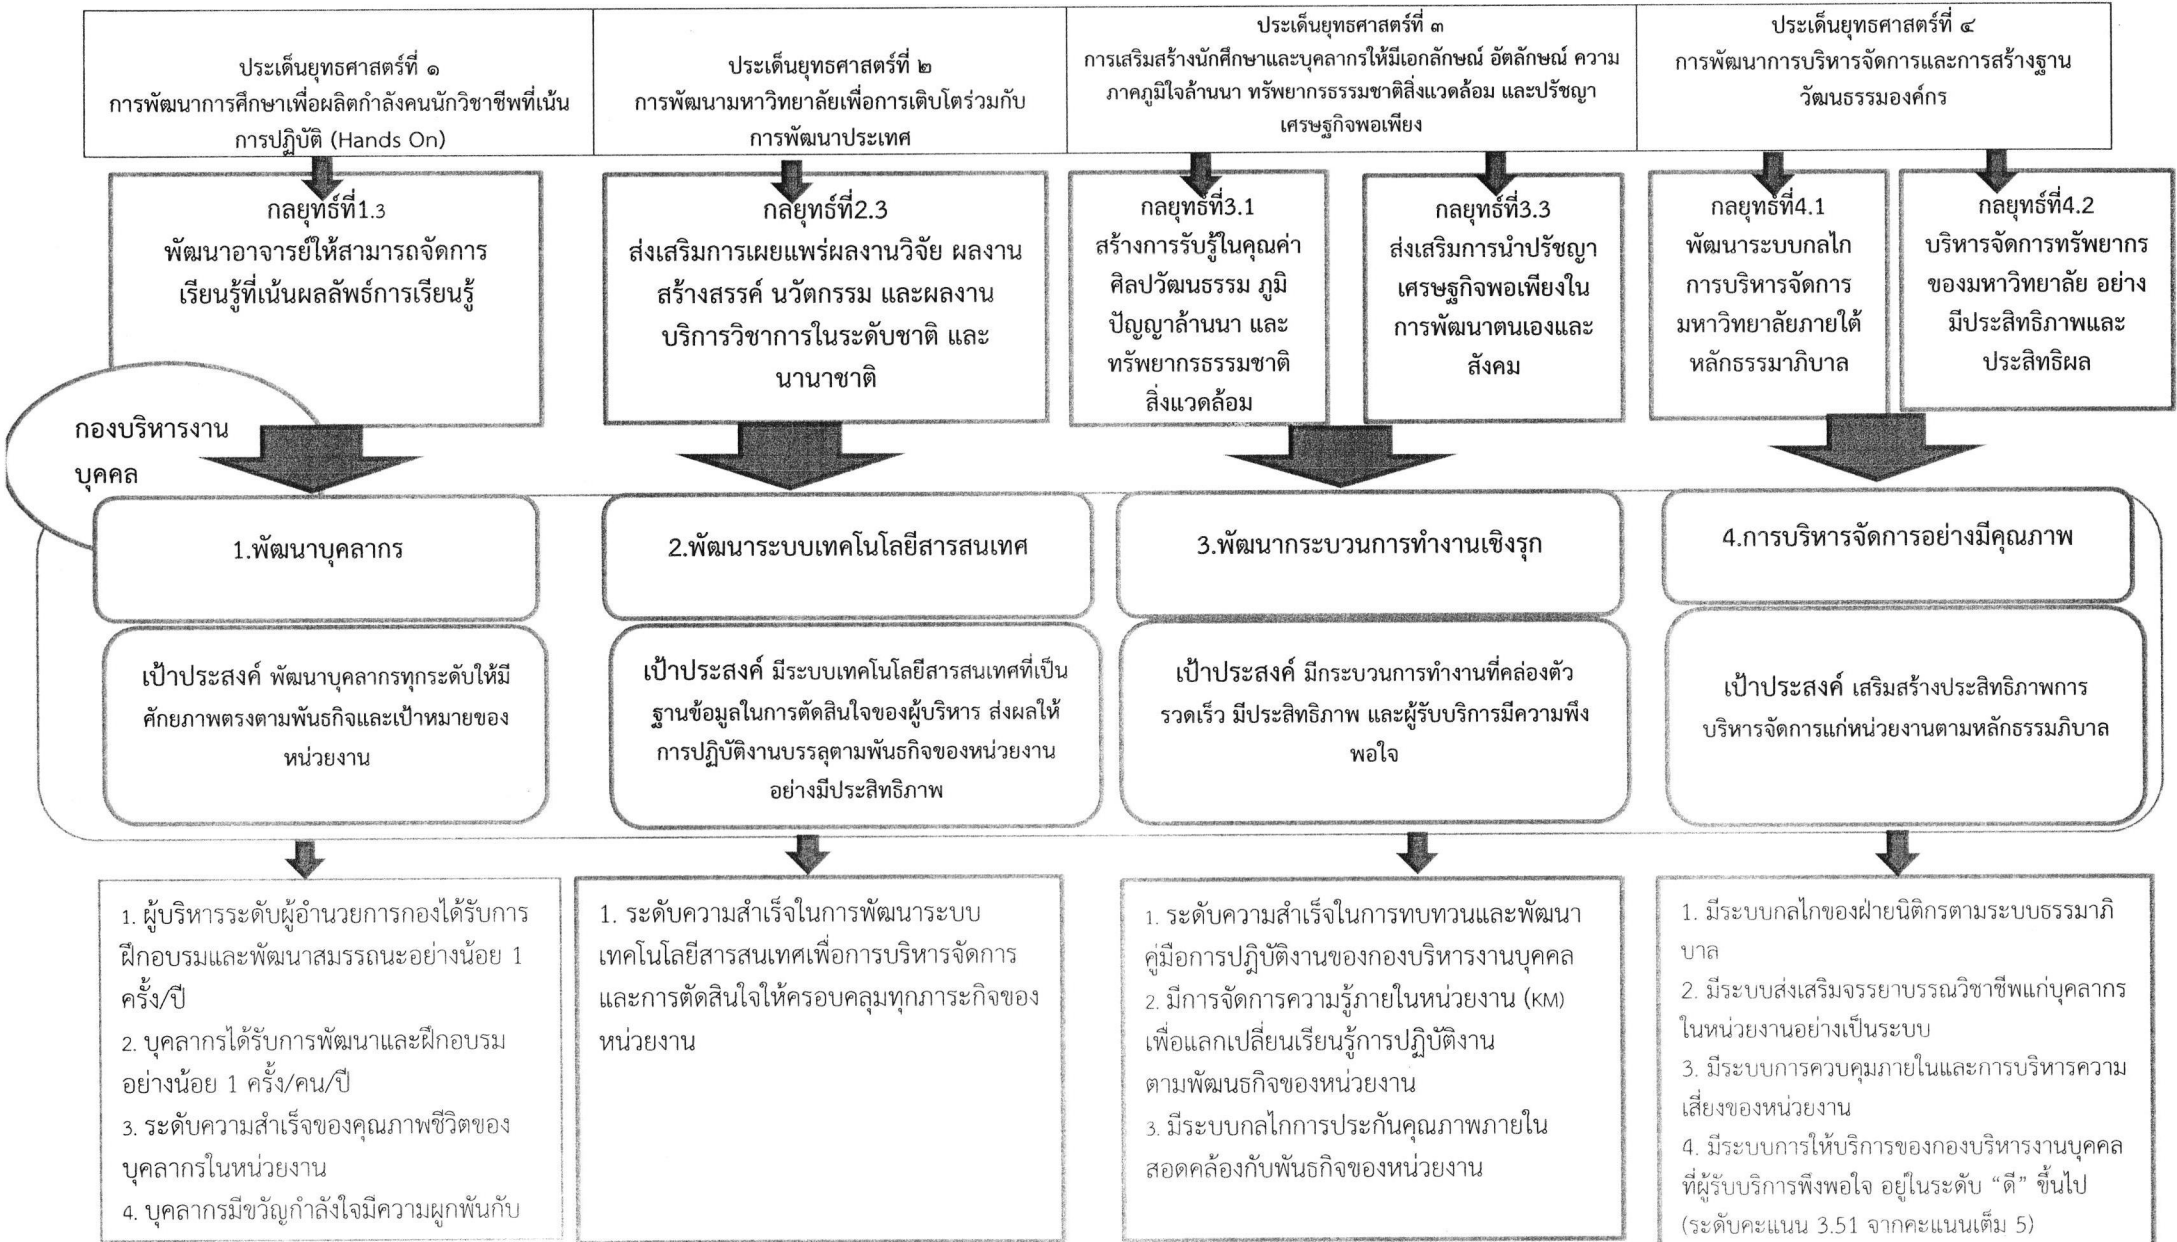 ประเด็นยุทธศาสตร์ที่ ๑
การพัฒนาการศึกษาเพื่อผลิตกำลังคนนักวิชาชีพที่เน้น
การปฏิบัติ (Hands On)
ประเด็นยุทธศาสตร์ที่ ๒
การพัฒนามหาวิทยาลัยเพื่อการเติบโตร่วมกับ
การพัฒนาประเทศ
ประเด็นยุทธศาสตร์ที่ ๓
การเสริมสร้างนักศึกษาและบุคลากรให้มีเอกลักษณ์ อัตลักษณ์ ความ
ภาคภูมิใจล้านนา ทรัพยากรธรรมชาติสิ่งแวดล้อม และปรัชญา
เศรษฐกิจพอเพียง
ประเด็นยุทธศาสตร์ที่ ๔
การพัฒนาการบริหารจัดการและการสร้างฐาน
วัฒนธรรมองค์กร
กลยุทธ์ที่1.3
พัฒนาอาจารย์ให้สามารถจัดการ
เรียนรู้ที่เน้นผลลัพธ์การเรียนรู้
กลยุทธ์ที่2.3
ส่งเสริมการเผยแพร่ผลงานวิจัย ผลงาน
สร้างสรรค์ นวัตกรรม และผลงาน
บริการวิชาการในระดับชาติ และ
นานาชาติ
กลยุทธ์ที่3.1
สร้างการรับรู้ในคุณค่า
ศิลปวัฒนธรรม ภูมิ
ปัญญาล้านนา และ
ทรัพยากรธรรมชาติ
สิ่งแวดล้อม
กลยุทธ์ที่3.3
ส่งเสริมการนำปรัชญา
เศรษฐกิจพอเพียงใน
การพัฒนาตนเองและ
สังคม
กลยุทธ์ที่4.1
พัฒนาระบบกลไก
การบริหารจัดการ
มหาวิทยาลัยภายใต้
หลักธรรมาภิบาล
กลยุทธ์ที่4.2
บริหารจัดการทรัพยากร
ของมหาวิทยาลัย อย่าง
มีประสิทธิภาพและ
ประสิทธิผล
กองบริหารงาน
บุคคล
1.พัฒนาบุคลากร
2.พัฒนาระบบเทคโนโลยีสารสนเทศ
3.พัฒนากระบวนการทำงานเชิงรุก
4.การบริหารจัดการอย่างมีคุณภาพ
เป้าประสงค์ พัฒนาบุคลากรทุกระดับให้มี
ศักยภาพตรงตามพันธกิจและเป้าหมายของ
หน่วยงาน
เป้าประสงค์ มีระบบเทคโนโลยีสารสนเทศที่เป็น
ฐานข้อมูลในการตัดสินใจของผู้บริหาร ส่งผลให้
การปฏิบัติงานบรรลุตามพันธกิจของหน่วยงาน
อย่างมีประสิทธิภาพ
เป้าประสงค์ มีกระบวนการทำงานที่คล่องตัว
รวดเร็ว มีประสิทธิภาพ และผู้รับบริการมีความพึง
พอใจ
เป้าประสงค์ เสริมสร้างประสิทธิภาพการ
บริหารจัดการแก่หน่วยงานตามหลักธรรมภิบาล
1. ผู้บริหารระดับผู้อำนวยการกองได้รับการ
ฝึกอบรมและพัฒนาสมรรถนะอย่างน้อย 1
ครั้ง/ปี
2. บุคลากรได้รับการพัฒนาและฝึกอบรม
อย่างน้อย 1 ครั้ง/คน/ปี
3. ระดับความสำเร็จของคุณภาพชีวิตของ
บุคลากรในหน่วยงาน
4. บุคลากรมีขวัญกำลังใจมีความผูกพันกับ
1. ระดับความสำเร็จในการพัฒนาระบบ
เทคโนโลยีสารสนเทศเพื่อการบริหารจัดการ
และการตัดสินใจให้ครอบคลุมทุกภาระกิจของ
หน่วยงาน
1. ระดับความสำเร็จในการทบทวนและพัฒนา
คู่มือการปฏิบัติงานของกองบริหารงานบุคคล
2. มีการจัดการความรู้ภายในหน่วยงาน (KM)
เพื่อแลกเปลี่ยนเรียนรู้การปฏิบัติงาน
ตามพัฒนธกิจของหน่วยงาน
3. มีระบบกลไกการประกันคุณภาพภายใน
สอดคล้องกับพันธกิจของหน่วยงาน
1. มีระบบกลไกของฝ่ายนิติกรตามระบบธรรมาภิ
บาล
2. มีระบบส่งเสริมจรรยาบรรณวิชาชีพแก่บุคลากร
ในหน่วยงานอย่างเป็นระบบ
3. มีระบบการควบคุมภายในและการบริหารความ
เสี่ยงของหน่วยงาน
4. มีระบบการให้บริการของกองบริหารงานบุคคล
ที่ผู้รับบริการพึงพอใจ อยู่ในระดับ “ดี” ขึ้นไป
(ระดับคะแนน 3.51 จากคะแนนเต็ม 5)